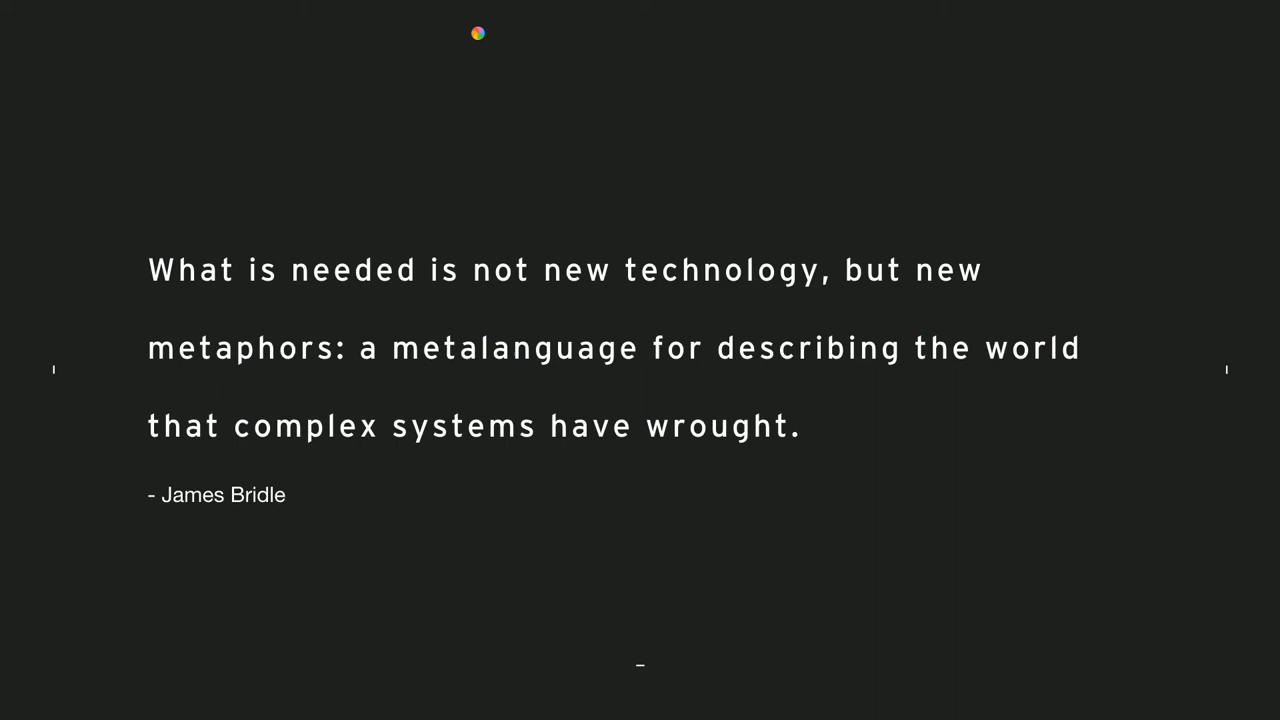 What is needed is not new technology, but new
metaphors: a metalanguage for describing the world
that complex systems have wrought.
- James Bridle